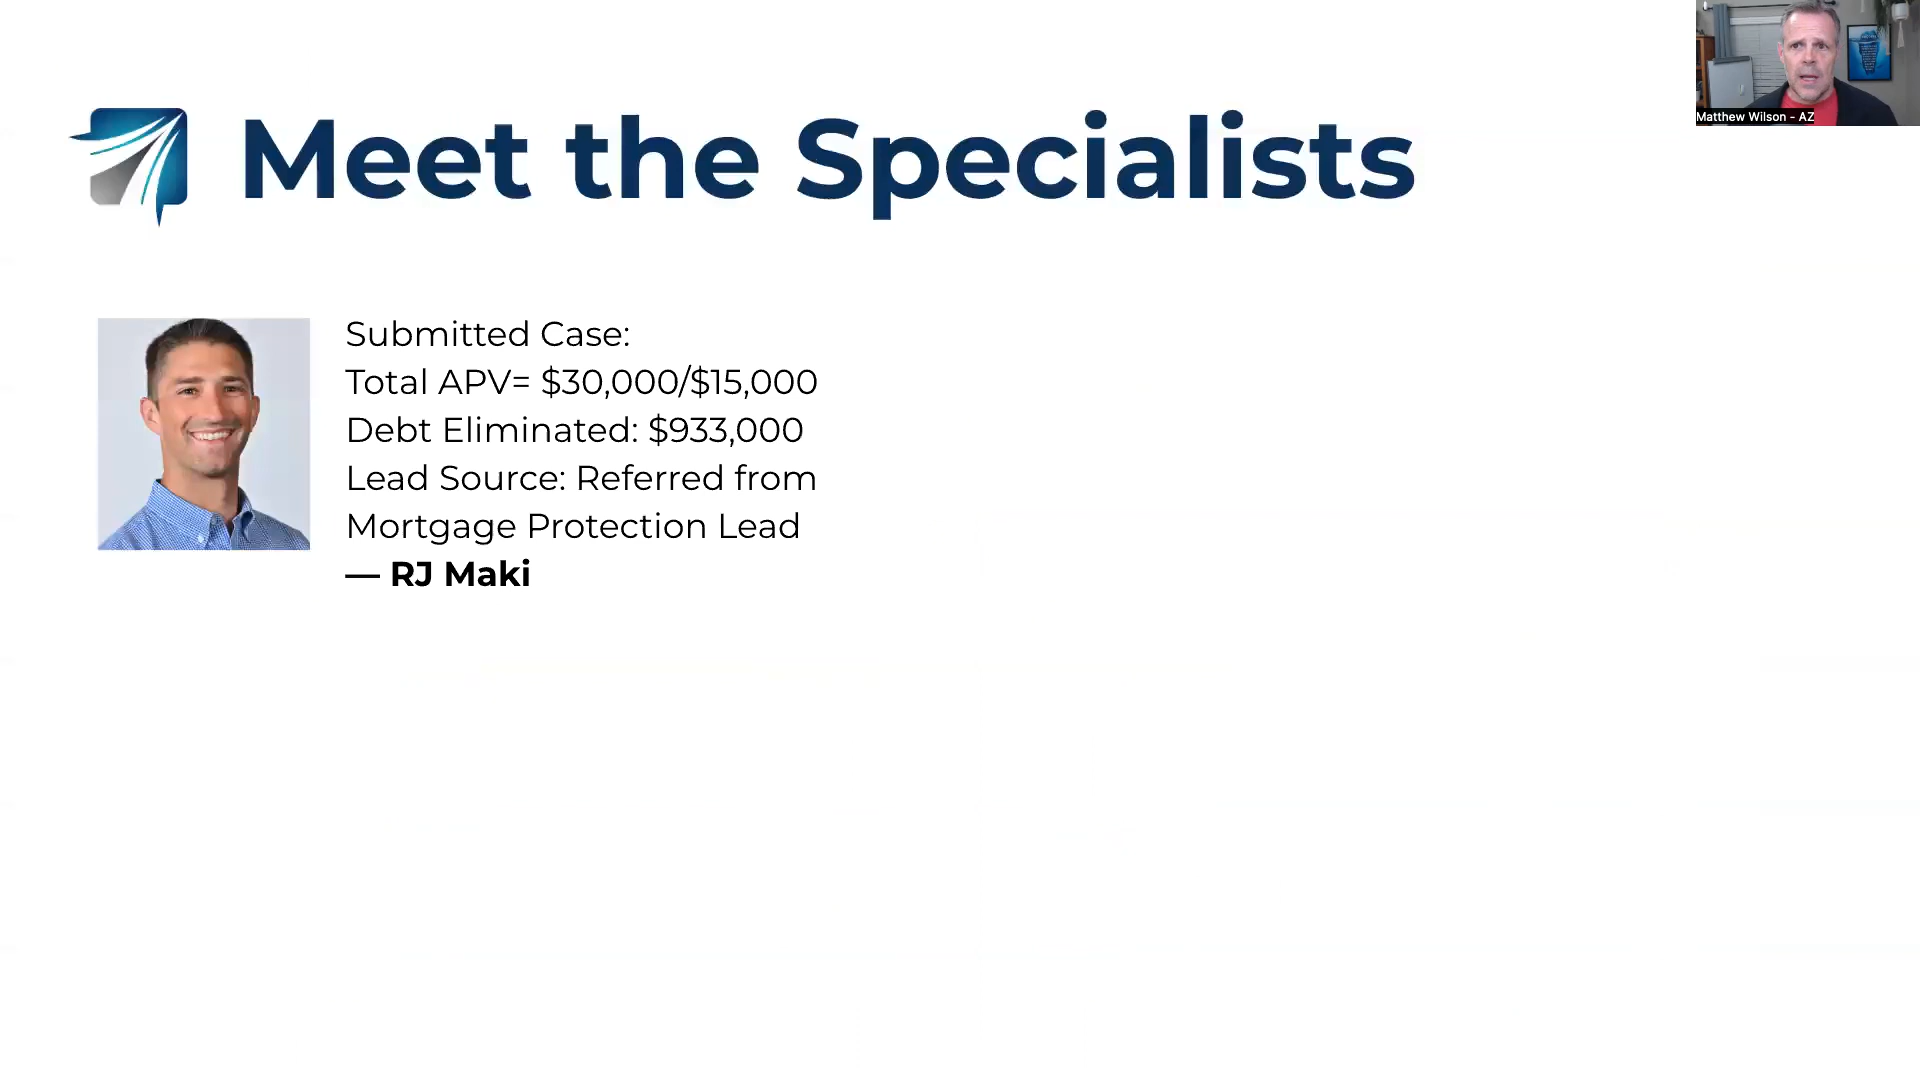 Meet the Specialists
Matthew Wilson - AZ
Submitted Case:
Total APV= $30,000/$15,000
Debt Eliminated: $933,000
Lead Source: Referred from
Mortgage Protection Lead
— RJ Maki